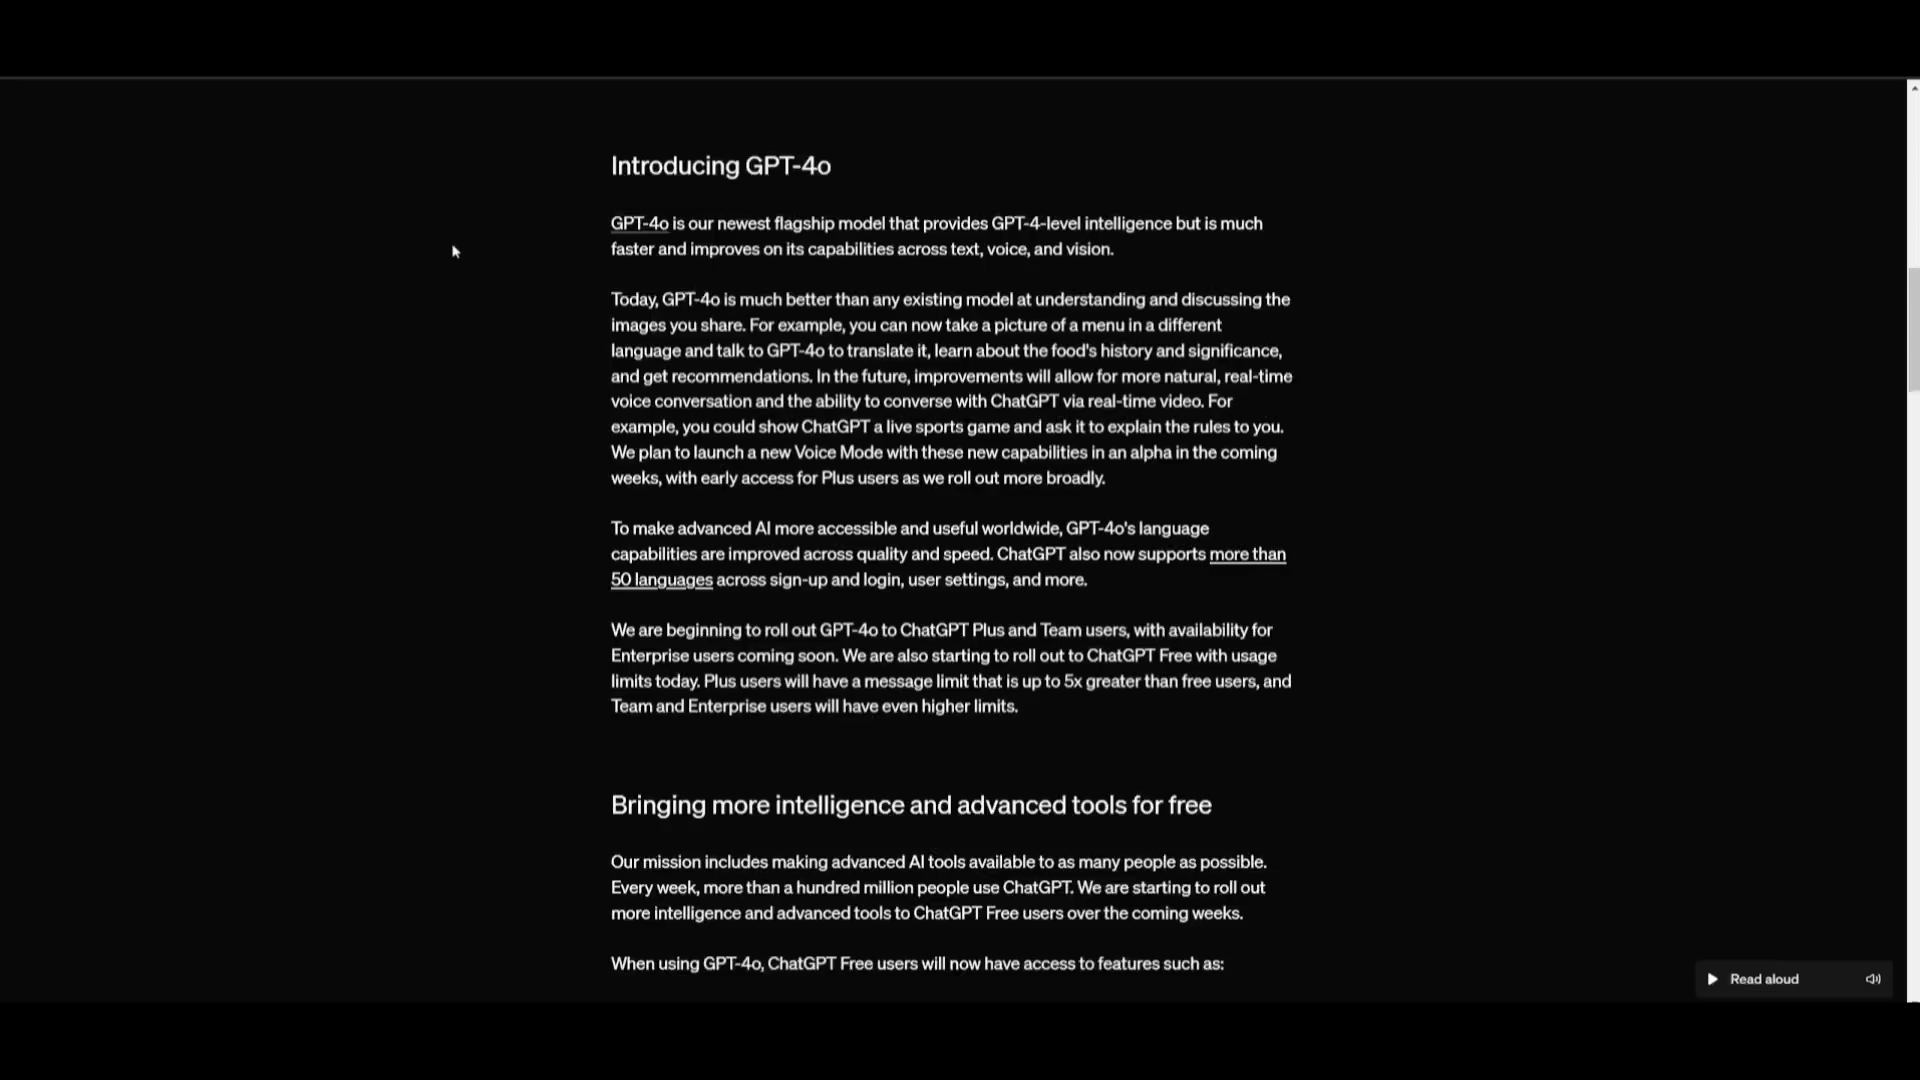 Introducing GPT-4o
GPT-4o is our newest flagship model that provides GPT-4-level intelligence but is much
faster and improves on its capabilities across text, voice, and vision.
Today, GPT-4o is much better than any existing model at understanding and discussing the
images you share. For example, you can now take a picture of a menu in a different
language and talk to GPT-4o to translate it, learn about the food's history and significance,
and get recommendations. In the future, improvements will allow for more natural, real-time
voice conversation and the ability to converse with ChatGPT via real-time video. For
example, you could show ChatGPT a live sports game and ask it to explain the rules to you.
We plan to launch a new Voice Mode with these new capabilities in an alpha in the coming
weeks, with early access for Plus users as we roll out more broadly.
To make advanced AI more accessible and useful worldwide, GPT-4o's language
capabilities are improved across quality and speed. ChatGPT also now supports more than
50 languages across sign-up and login, user settings, and more.
We are beginning to roll out GPT-4o to ChatGPT Plus and Team users, with availability for
Enterprise users coming soon. We are also starting to roll out to ChatGPT Free with usage
limits today. Plus users will have a message limit that is up to 5x greater than free users, and
Team and Enterprise users will have even higher limits.
Bringing more intelligence and advanced tools for free
Our mission includes making advanced AI tools available to as many people as possible.
Every week, more than a hundred million people use ChatGPT. We are starting to roll out
more intelligence and advanced tools to ChatGPT Free users over the coming weeks.
When using GPT-4o, ChatGPT Free users will now have access to features such as:
Read aloud